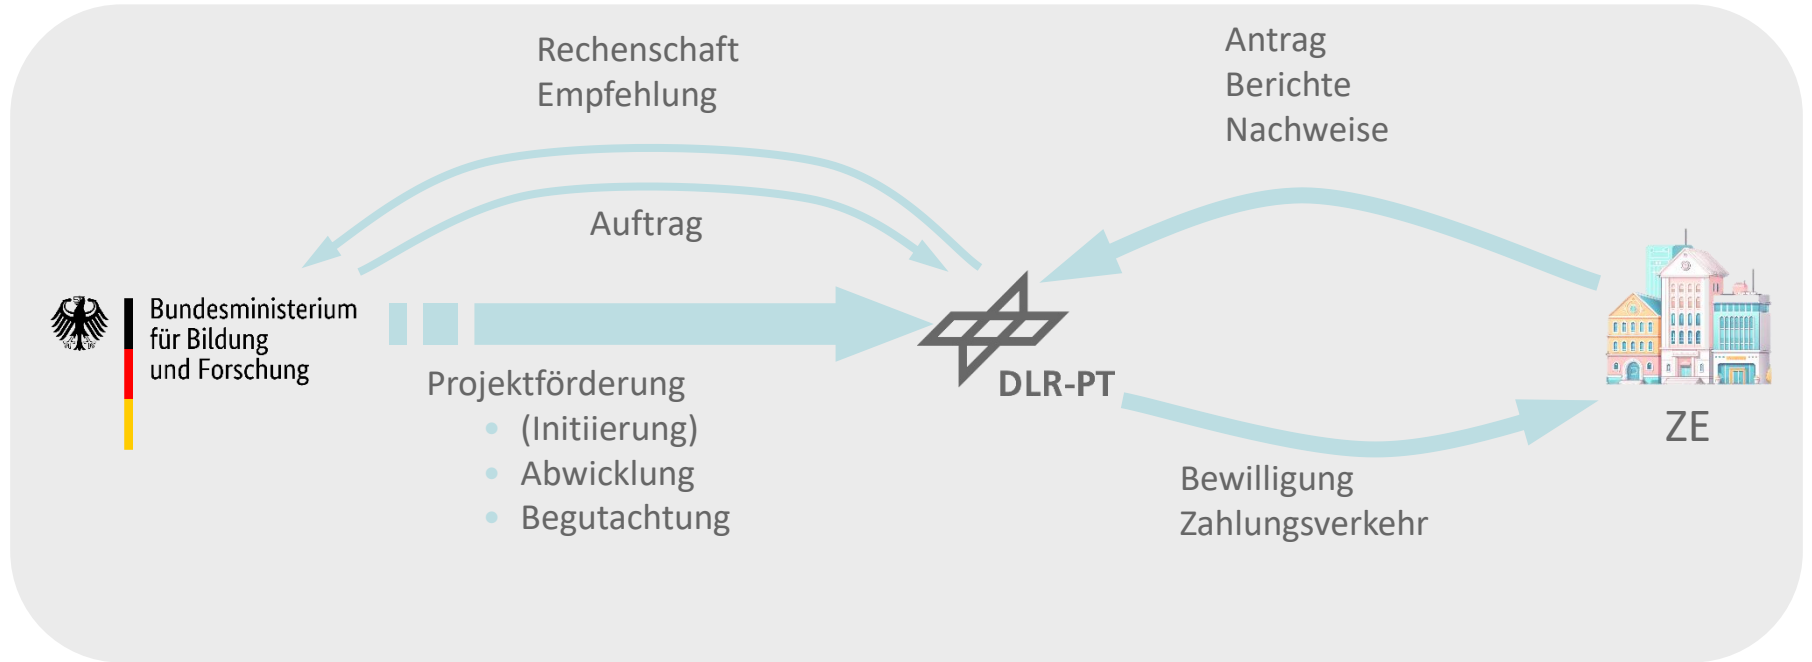 Rechenschaft
Empfehlung
Auftrag
Antrag
Berichte
Nachweise
Bundesministerium
für Bildung
und Forschung
Projektförderung
(Initiierung)
Abwicklung
Begutachtung
DLR-PT
ZE
Bewilligung
Zahlungsverkehr